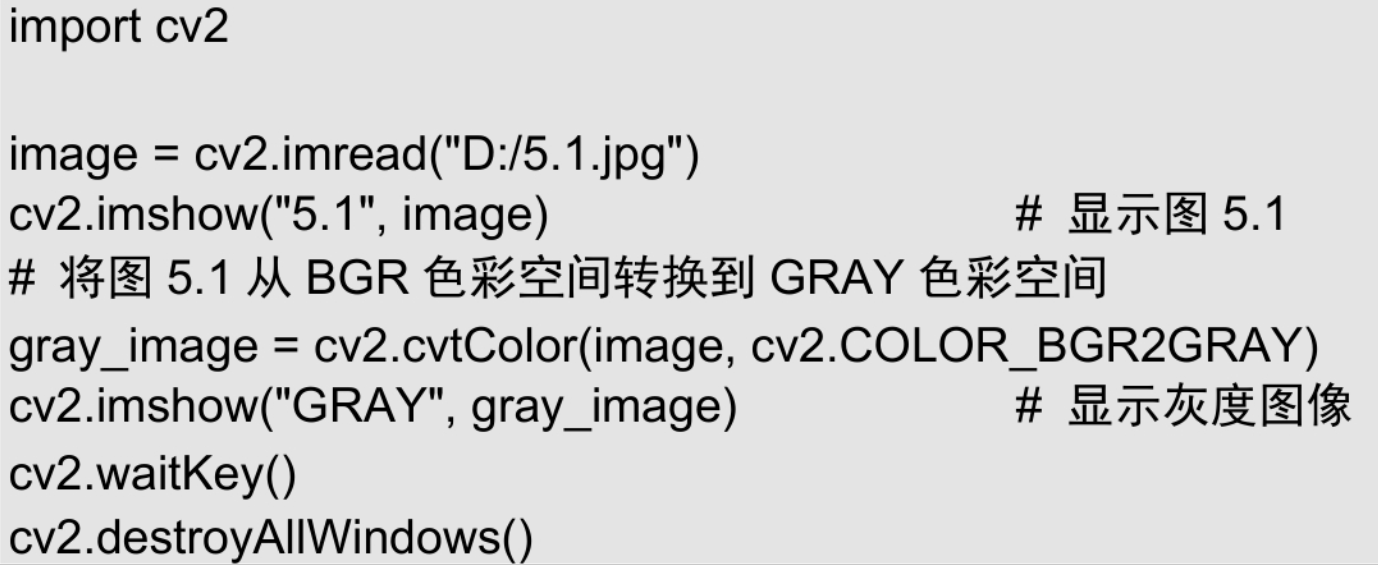 import cv2
image = cv2.imread("D:/5.1.jpg")
cv2.imshow("5.1", image) # 显示图 5.1
# 将图 5.1 从 BGR 色彩空间转换到 GRAY 色彩空间
gray_image = cv2.cvtColor(image, cv2.COLOR_BGR2GRAY)
cv2.imshow("GRAY", gray_image) # 显示灰度图像
cv2.waitKey()
cv2.destroyAllWindows()